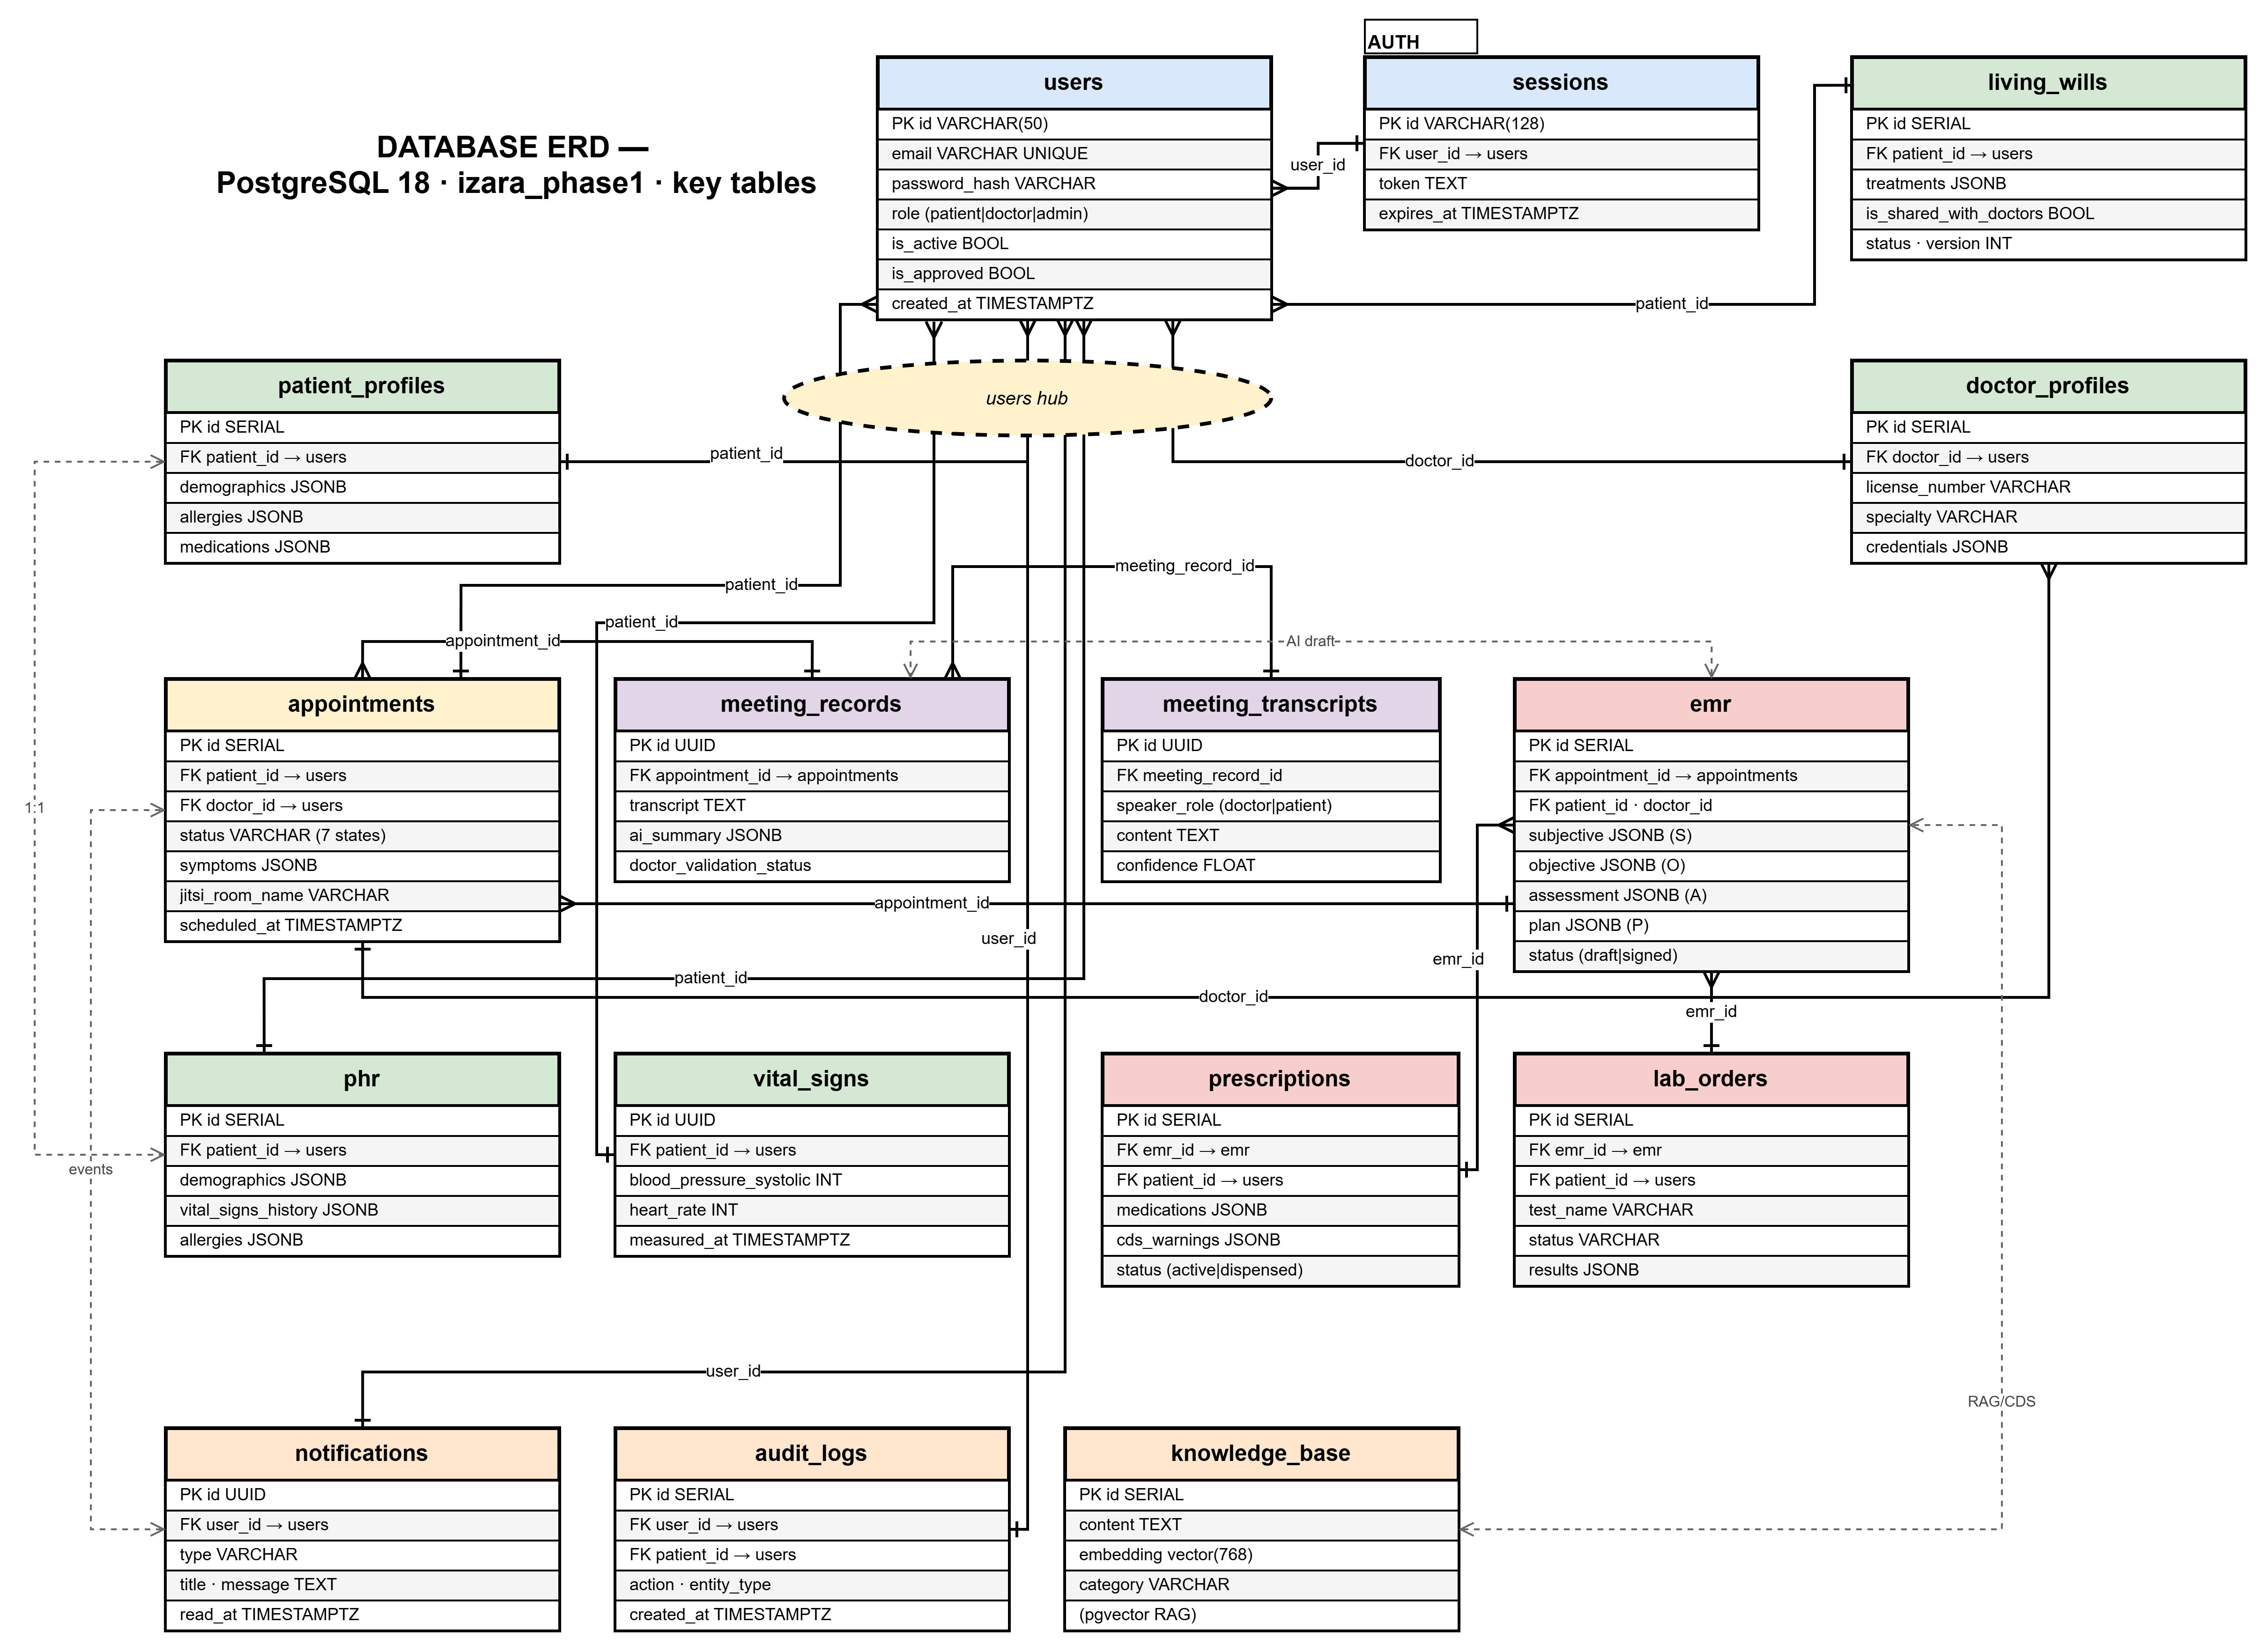 AUTH
DATABASE ERD —
PostgreSQL 18 · izara_phase1 · key tables
users
PK id VARCHAR(50)
email VARCHAR UNIQUE
password_hash VARCHAR
role (patient|doctor|admin)
is_active BOOL
is_approved BOOL
created_at TIMESTAMPTZ
user_id
sessions
PK id VARCHAR(128)
FK user_id → users
token TEXT
expires_at TIMESTAMPTZ
living_wills
PK id SERIAL
FK patient_id → users
treatments JSONB
is_shared_with_doctors BOOL
status · version INT
patient_id
patient_profiles
PK id SERIAL
FK patient_id → users
demographics JSONB
allergies JSONB
medications JSONB
users hub
patient_id
doctor_id
doctor_profiles
PK id SERIAL
FK doctor_id → users
license_number VARCHAR
specialty VARCHAR
credentials JSONB
meeting_record_id
patient_id
patient_id
appointment_id
AI draft
appointments
PK id SERIAL
FK patient_id → users
FK doctor_id → users
status VARCHAR (7 states)
symptoms JSONB
jitsi_room_name VARCHAR
scheduled_at TIMESTAMPTZ
meeting_records
PK id UUID
FK appointment_id → appointments
transcript TEXT
ai_summary JSONB
doctor_validation_status
meeting_transcripts
PK id UUID
FK meeting_record_id
speaker_role (doctor|patient)
content TEXT
confidence FLOAT
emr
PK id SERIAL
FK appointment_id → appointments
FK patient_id · doctor_id
subjective JSONB (S)
objective JSONB (O)
assessment JSONB (A)
plan JSONB (P)
status (draft|signed)
1:1
appointment_id
user_id
emr_id
patient_id
doctor_id
emr_id
phr
PK id SERIAL
FK patient_id → users
demographics JSONB
vital_signs_history JSONB
allergies JSONB
vital_signs
PK id UUID
FK patient_id → users
blood_pressure_systolic INT
heart_rate INT
measured_at TIMESTAMPTZ
prescriptions
PK id SERIAL
FK emr_id → emr
FK patient_id → users
medications JSONB
cds_warnings JSONB
status (active|dispensed)
lab_orders
PK id SERIAL
FK emr_id → emr
FK patient_id → users
test_name VARCHAR
status VARCHAR
results JSONB
events
user_id
RAG/CDS
notifications
PK id UUID
FK user_id → users
type VARCHAR
title · message TEXT
read_at TIMESTAMPTZ
audit_logs
PK id SERIAL
FK user_id → users
FK patient_id → users
action · entity_type
created_at TIMESTAMPTZ
knowledge_base
PK id SERIAL
content TEXT
embedding vector(768)
category VARCHAR
(pgvector RAG)